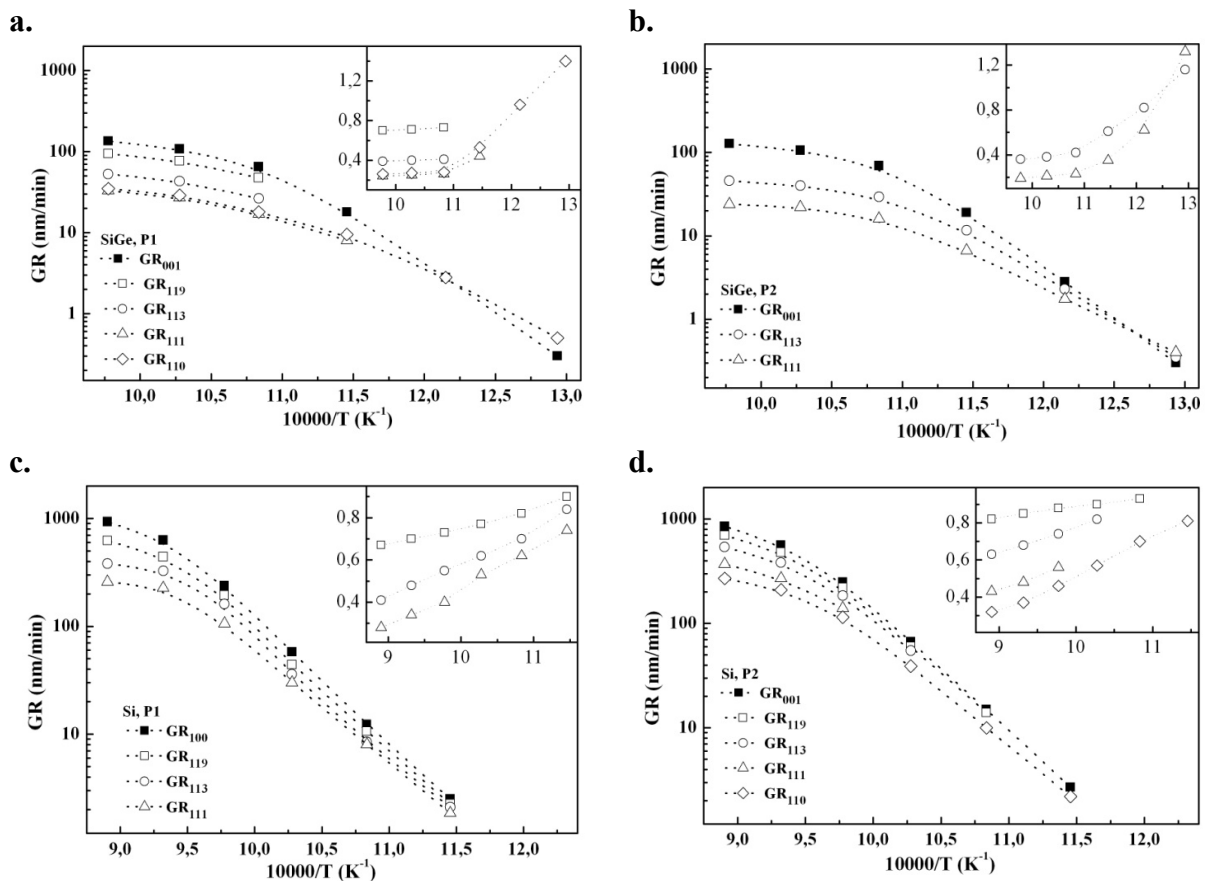 a.
1000
100
10
1
GR (nm/min)
10,0 10,5 11,0 11,5 12,0 12,5 13,0
10000/T (K-1)
SiGe, P1
GR001
GR119
GR113
GR111
GR110
1,2
0,8
0,4
10 11 12 13
b.
1000
100
10
1
GR (nm/min)
10,0 10,5 11,0 11,5 12,0 12,5 13,0
10000/T (K-1)
SiGe, P2
GR001
GR113
GR111
1,2
0,8
0,4
10 11 12 13
c.
1000
100
10
GR (nm/min)
9,0 9,5 10,0 10,5 11,0 11,5 12,0
10000/T (K-1)
Si, P1
GR100
GR119
GR113
GR111
0,8
0,6
0,4
9 10 11
d.
1000
100
10
GR (nm/min)
9,0 9,5 10,0 10,5 11,0 11,5 12,0
10000/T (K-1)
Si, P2
GR001
GR119
GR113
GR111
GR110
0,8
0,6
0,4
9 10 11